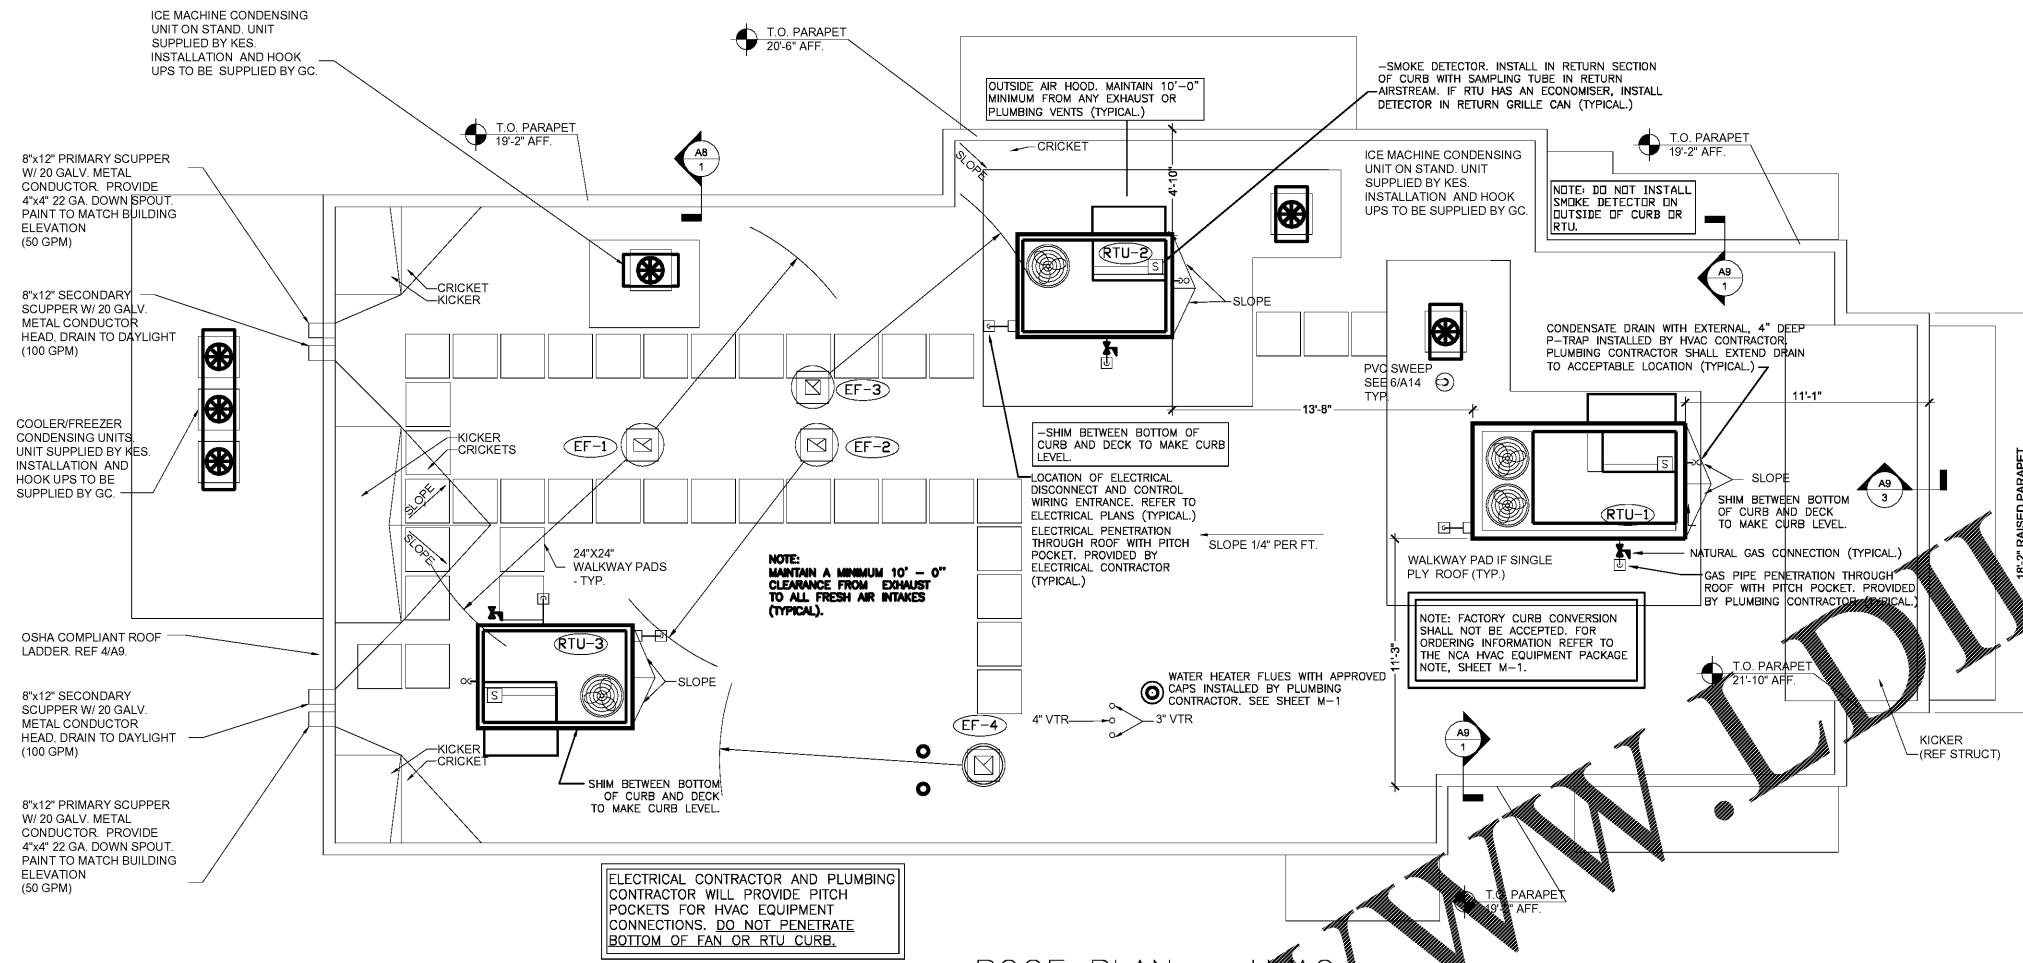 ICE MACHINE CONDENSING
UNIT ON STAND. UNIT
SUPPLIED BY KES.
INSTALLATION AND HOOK
UPS TO BE SUPPLIED BY GC.
T.O. PARAPET
20'-6" AFF.
OUTSIDE AIR HOOD. MAINTAIN 10'-0"
MINIMUM FROM ANY EXHAUST OR
PLUMBING VENTS (TYPICAL.)
-SMOKE DETECTOR. INSTALL IN RETURN SECTION
OF CURB WITH SAMPLING TUBE IN RETURN
AIRSTREAM. IF RTU HAS AN ECONOMISER, INSTALL
DETECTOR IN RETURN GRILLE CAN (TYPICAL.)
T.O. PARAPET
19'-2" AFF.
A8
1
CRICKET
SLOPE
4'-10"
ICE MACHINE CONDENSING
UNIT ON STAND. UNIT
SUPPLIED BY KES.
INSTALLATION AND HOOK
UPS TO BE SUPPLIED BY GC.
T.O. PARAPET
19'-2" AFF.
NOTE: DO NOT INSTALL
SMOKE DETECTOR ON
OUTSIDE OF CURB OR
RTU.
A9
1
8"x12" PRIMARY SCUPPER
W/ 20 GALV. METAL
CONDUCTOR. PROVIDE
4"x4" 22 GA. DOWN SPOUT.
PAINT TO MATCH BUILDING
ELEVATION
(50 GPM)
8"x12" SECONDARY
SCUPPER W/ 20 GALV.
METAL CONDUCTOR
HEAD, DRAIN TO DAYLIGHT
(100 GPM)
CRICKET
KICKER
RTU-2
S
SLOPE
CONDENSATE DRAIN WITH EXTERNAL, 4" DEEP
P-TRAP INSTALLED BY HVAC CONTRACTOR.
PLUMBING CONTRACTOR SHALL EXTEND DRAIN
TO ACCEPTABLE LOCATION (TYPICAL.)
PVC SWEEP
SEE 6/A14
TYP.
11'-1"
13'-8"
EF-3
EF-1
EF-2
COOLER/FREEZER
CONDENSING UNITS.
UNIT SUPPLIED BY KES.
INSTALLATION AND
HOOK UPS TO BE
SUPPLIED BY GC.
KICKER
CRICKETS
SLOPE
SLOPE
-SHIM BETWEEN BOTTOM OF
CURB AND DECK TO MAKE CURB
LEVEL.
LOCATION OF ELECTRICAL
DISCONNECT AND CONTROL
WIRING ENTRANCE. REFER TO
ELECTRICAL PLANS (TYPICAL.)
ELECTRICAL PENETRATION
THROUGH ROOF WITH PITCH
POCKET. PROVIDED BY
ELECTRICAL CONTRACTOR
(TYPICAL.)
SLOPE 1/4" PER FT.
S
RTU-1
SLOPE
SHIM BETWEEN BOTTOM
OF CURB AND DECK
TO MAKE CURB LEVEL.
A9
3
18'-2" RAISED PARAPET
NATURAL GAS CONNECTION (TYPICAL.)
GAS PIPE PENETRATION THROUGH
ROOF WITH PITCH POCKET. PROVIDED
BY PLUMBING CONTRACTOR (TYPICAL.)
WALKWAY PAD IF SINGLE
PLY ROOF (TYP.)
24"X24"
WALKWAY PADS
- TYP.
NOTE:
MAINTAIN A MINIMUM 10' - 0"
CLEARANCE FROM EXHAUST
TO ALL FRESH AIR INTAKES
(TYPICAL).
NOTE: FACTORY CURB CONVERSION
SHALL NOT BE ACCEPTED. FOR
ORDERING INFORMATION REFER TO
THE NCA HVAC EQUIPMENT PACKAGE
NOTE, SHEET M-1.
11'-3"
OSHA COMPLIANT ROOF
LADDER. REF 4/A9.
RTU-3
S
SLOPE
WATER HEATER FLUES WITH APPROVED
CAPS INSTALLED BY PLUMBING
CONTRACTOR. SEE SHEET M-1
4" VTR
3" VTR
EF-4
T.O. PARAPET
21'-10" AFF.
8"x12" SECONDARY
SCUPPER W/ 20 GALV.
METAL CONDUCTOR
HEAD, DRAIN TO DAYLIGHT
(100 GPM)
KICKER
CRICKET
SHIM BETWEEN BOTTOM
OF CURB AND DECK
TO MAKE CURB LEVEL.
A9
1
KICKER
(REF STRUCT)
8"x12" PRIMARY SCUPPER
W/ 20 GALV. METAL
CONDUCTOR. PROVIDE
4"x4" 22 GA. DOWN SPOUT.
PAINT TO MATCH BUILDING
ELEVATION
(50 GPM)
ELECTRICAL CONTRACTOR AND PLUMBING
CONTRACTOR WILL PROVIDE PITCH
POCKETS FOR HVAC EQUIPMENT
CONNECTIONS. DO NOT PENETRATE
BOTTOM OF FAN OR RTU CURB.
T.O. PARAPET
19'-2" AFF.
ROOF PLAN - HVAC
WWW.LDI